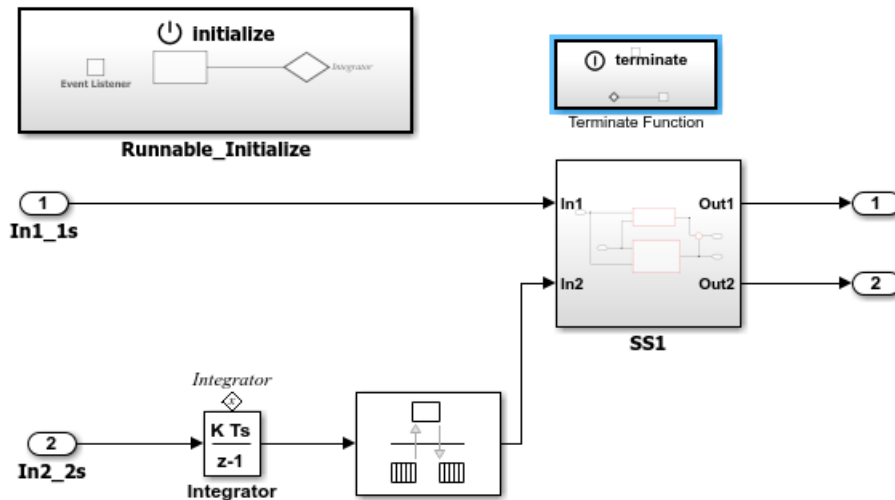 initialize
Event Listener
Integrator
Runnable_Initialize
terminate
Terminate Function
1
In1_1s
In1
Out1
1
In2
Out2
2
SS1
Integrator
x
2
In2_2s
K Ts
z-1
Integrator